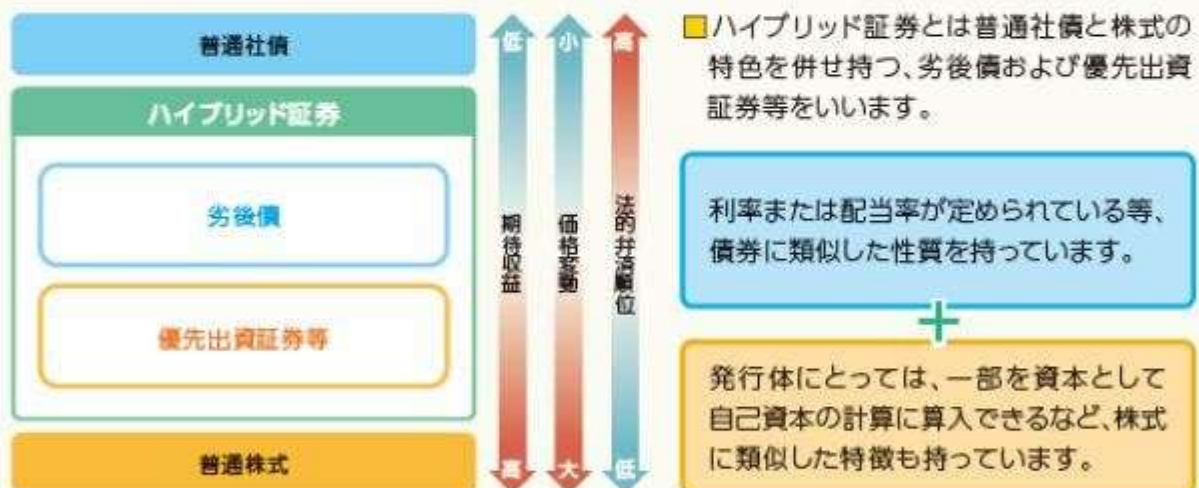 普通社債
ハイブリッド証券
劣後債
優先出資証券等
普通株式
低
期待収益
高
小
価格変動
大
高
法的弁済順位
低
■ハイブリッド証券とは普通社債と株式の
特色を併せ持つ、劣後債および優先出資
証券等をいいます。
利率または配当率が定められている等、
債券に類似した性質を持っています。
+
発行体にとっては、一部を資本として
自己資本の計算に算入できるなど、株式
に類似した特徴も持っています。